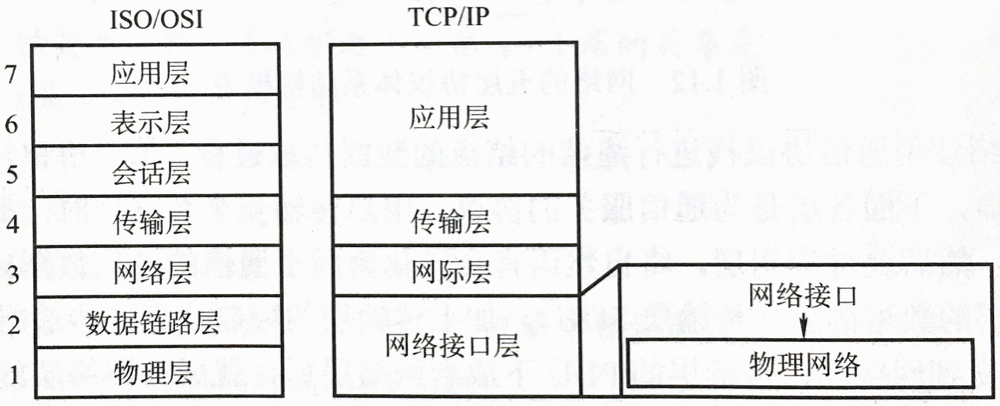 ISO/OSI
TCP/IP
7
应用层
6
表示层
5
会话层
4
传输层
3
网络层
2
数据链路层
1
物理层
应用层
传输层
网际层
网络接口层
网络接口
物理网络